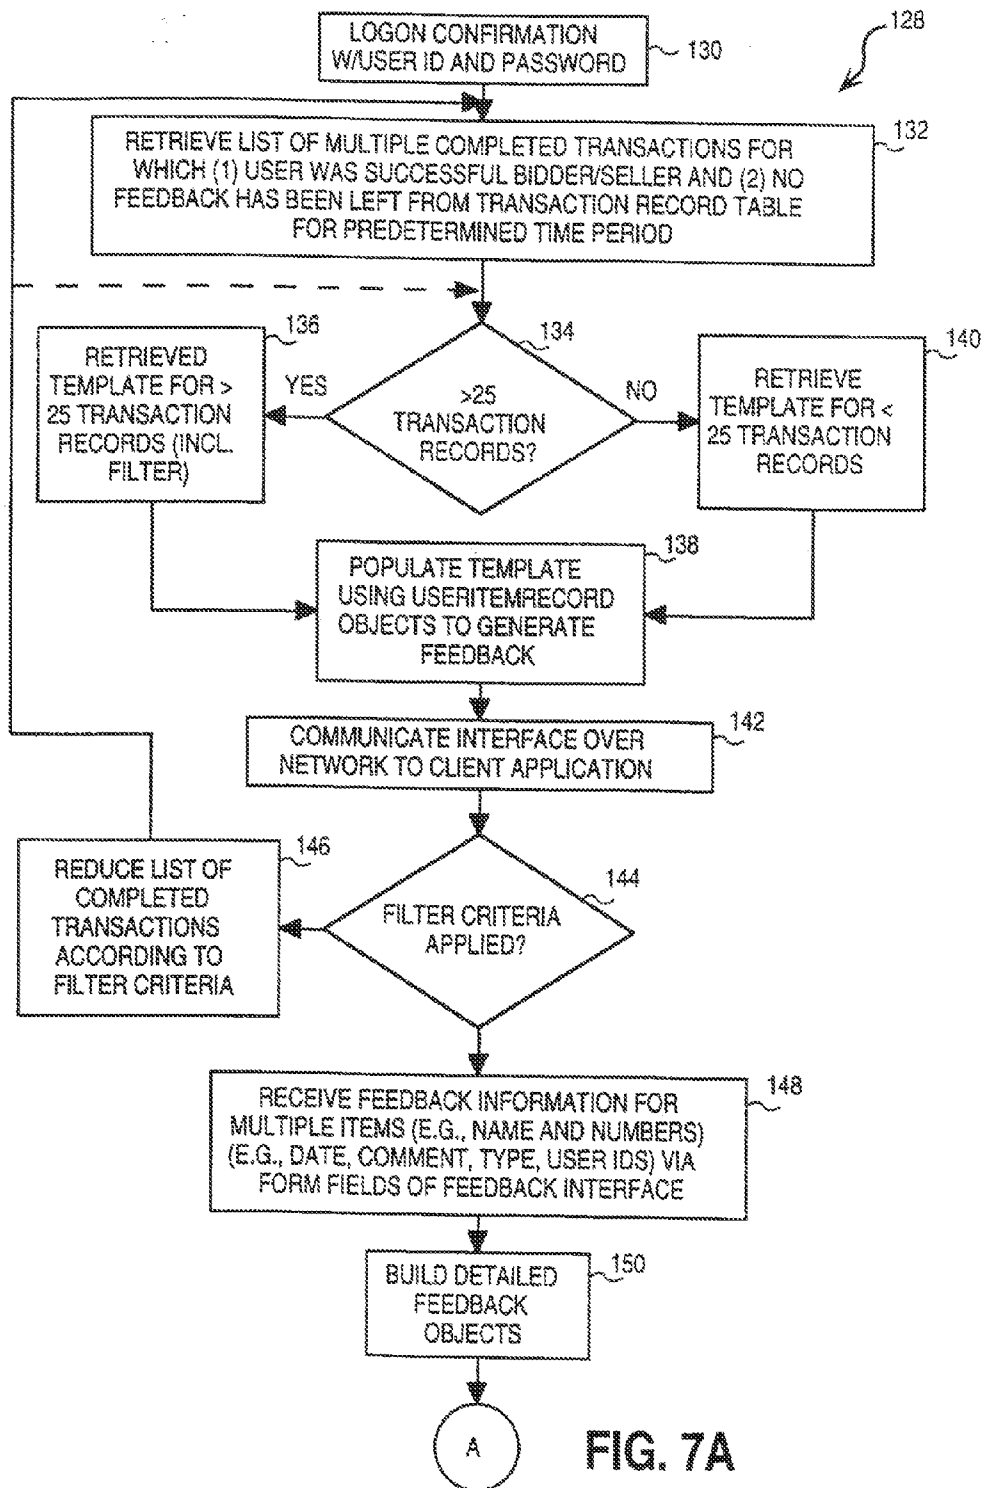 128
LOGON CONFIRMATION
W/USER ID AND PASSWORD
130
RETRIEVE LIST OF MULTIPLE COMPLETED TRANSACTIONS FOR
WHICH (1) USER WAS SUCCESSFUL BIDDER/SELLER AND (2) NO
FEEDBACK HAS BEEN LEFT FROM TRANSACTION RECORD TABLE
FOR PREDETERMINED TIME PERIOD
132
136
RETRIEVED
TEMPLATE FOR >
25 TRANSACTION
RECORDS (INCL.
FILTER)
YES
134
>25
TRANSACTION
RECORDS?
NO
140
RETRIEVE
TEMPLATE FOR <
25 TRANSACTION
RECORDS
138
POPULATE TEMPLATE
USING USERITEMRECORD
OBJECTS TO GENERATE
FEEDBACK
142
COMMUNICATE INTERFACE OVER
NETWORK TO CLIENT APPLICATION
146
REDUCE LIST OF
COMPLETED
TRANSACTIONS
ACCORDING TO
FILTER CRITERIA
144
FILTER CRITERIA
APPLIED?
148
RECEIVE FEEDBACK INFORMATION FOR
MULTIPLE ITEMS (E.G., NAME AND NUMBERS)
(E.G., DATE, COMMENT, TYPE, USER IDS) VIA
FORM FIELDS OF FEEDBACK INTERFACE
150
BUILD DETAILED
FEEDBACK
OBJECTS
A
FIG. 7A